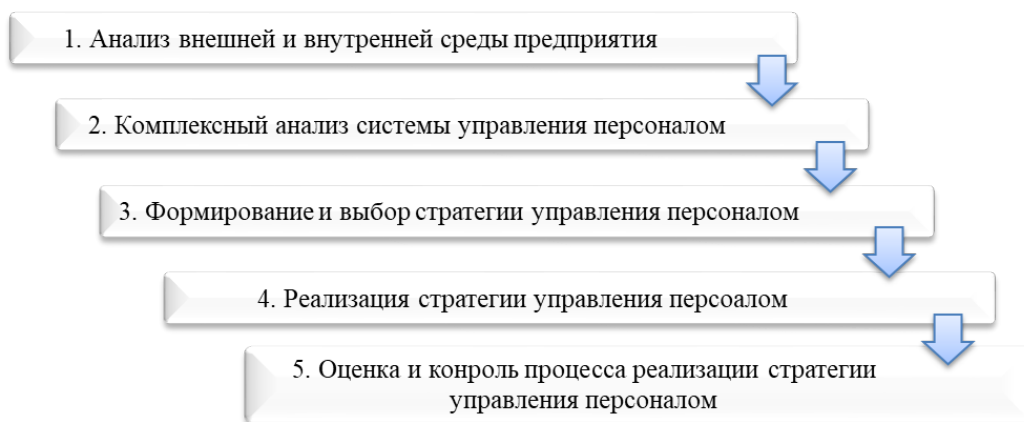 1. Анализ внешней и внутренней среды предприятия
2. Комплексный анализ системы управления персоналом
3. Формирование и выбор стратегии управления персоналом
4. Реализация стратегии управления персоалом
5. Оценка и конроль процесса реализации стратегии
управления персоналом